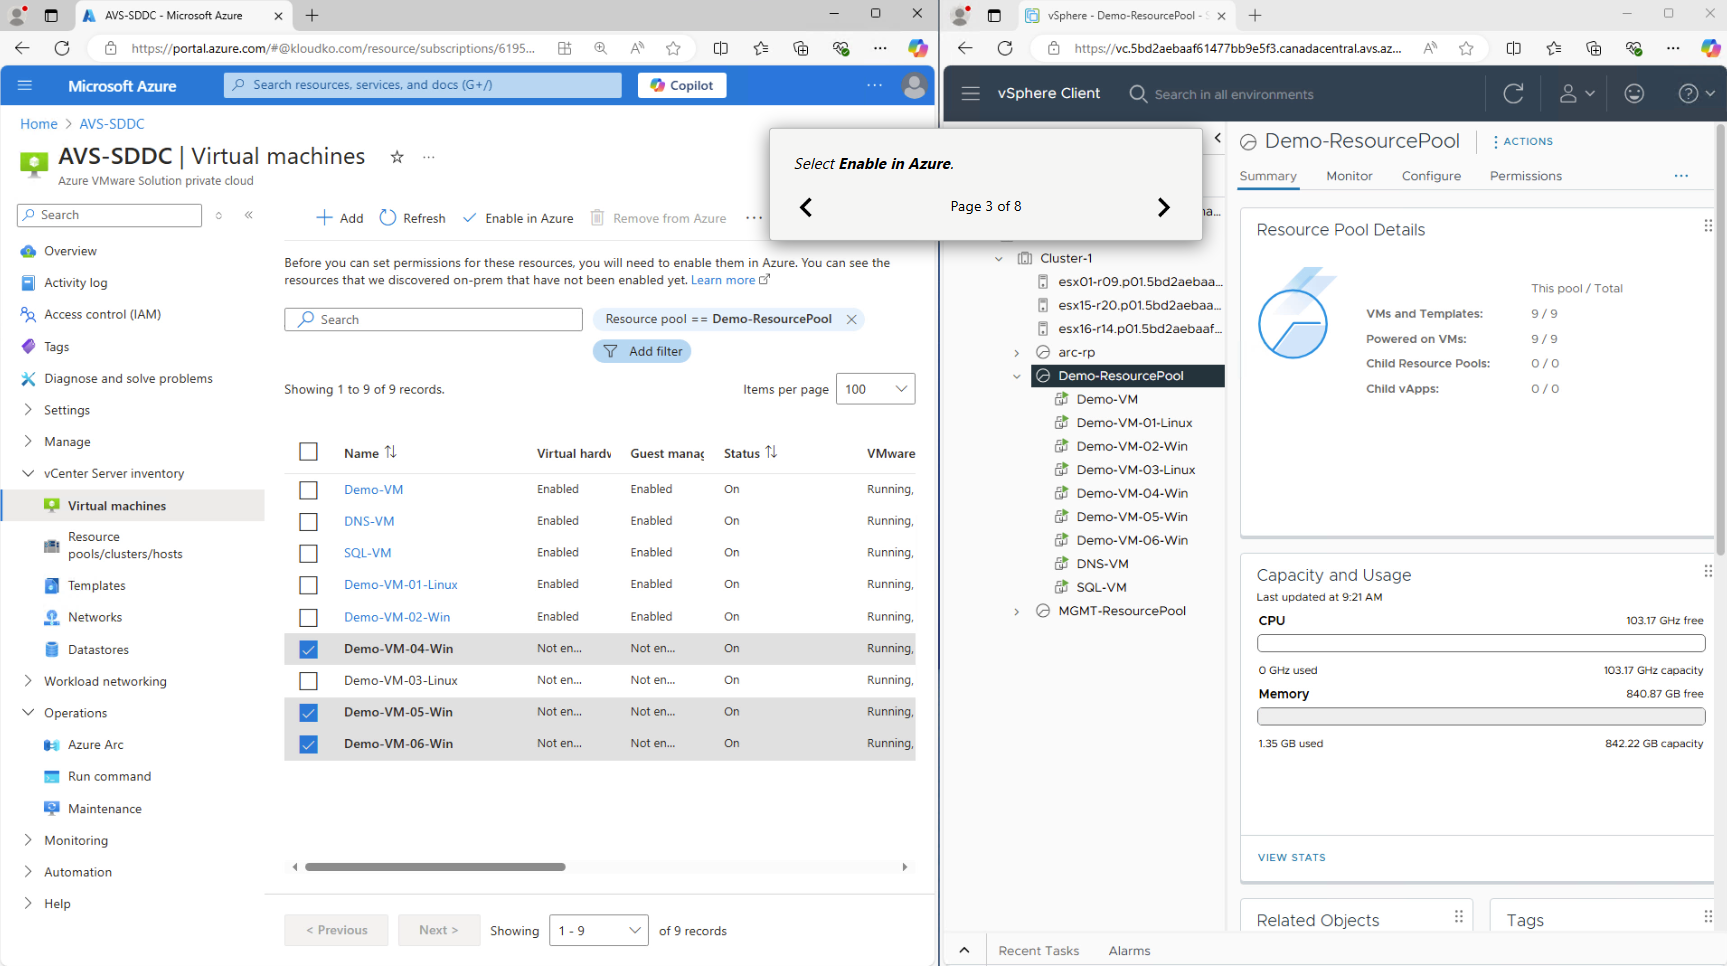 AVS-SDDC - Microsoft Azure
https://portal.azure.com/#@kloudko.com/resource/subscriptions/6195...
Microsoft Azure
Search resources, services, and docs (G+/)
Copilot
Home > AVS-SDDC
AVS-SDDC | Virtual machines
Azure VMware Solution private cloud
Search
Overview
Activity log
Access control (IAM)
Tags
Diagnose and solve problems
Settings
Manage
vCenter Server inventory
Virtual machines
Resource
pools/clusters/hosts
Templates
Networks
Datastores
Workload networking
Operations
Azure Arc
Run command
Maintenance
Monitoring
Automation
Help
Add Refresh Enable in Azure Remove from Azure
Before you can set permissions for these resources, you will need to enable them in Azure. You can see the
resources that we discovered on-prem that have not been enabled yet. Learn more
Search
Resource pool == Demo-ResourcePool
Add filter
Showing 1 to 9 of 9 records.
Items per page 100
Name Virtual hardw Guest manag Status VMware
Demo-VM Enabled Enabled On Running,
DNS-VM Enabled Enabled On Running,
SQL-VM Enabled Enabled On Running,
Demo-VM-01-Linux Enabled Enabled On Running,
Demo-VM-02-Win Enabled Enabled On Running,
Demo-VM-04-Win Not en... Not en... On Running,
Demo-VM-03-Linux Not en... Not en... On Running,
Demo-VM-05-Win Not en... Not en... On Running,
Demo-VM-06-Win Not en... Not en... On Running,
< Previous Next > Showing 1 - 9 of 9 records
Select Enable in Azure.
Page 3 of 8
vSphere - Demo-ResourcePool - S
https://vc.5bd2aebaaf61477bb9e5f3.canadacentral.avs.az...
vSphere Client
Search in all environments
na...
Cluster-1
esx01-r09.p01.5bd2aebaa...
esx15-r20.p01.5bd2aebaa...
esx16-r14.p01.5bd2aebaaf...
arc-rp
Demo-ResourcePool
Demo-VM
Demo-VM-01-Linux
Demo-VM-02-Win
Demo-VM-03-Linux
Demo-VM-04-Win
Demo-VM-05-Win
Demo-VM-06-Win
DNS-VM
SQL-VM
MGMT-ResourcePool
Demo-ResourcePool
ACTIONS
Summary Monitor Configure Permissions
Resource Pool Details
This pool / Total
VMs and Templates: 9 / 9
Powered on VMs: 9 / 9
Child Resource Pools: 0 / 0
Child vApps: 0 / 0
Capacity and Usage
Last updated at 9:21 AM
CPU 103.17 GHz free
0 GHz used 103.17 GHz capacity
Memory 840.87 GB free
1.35 GB used 842.22 GB capacity
VIEW STATS
Related Objects
Tags
Recent Tasks Alarms